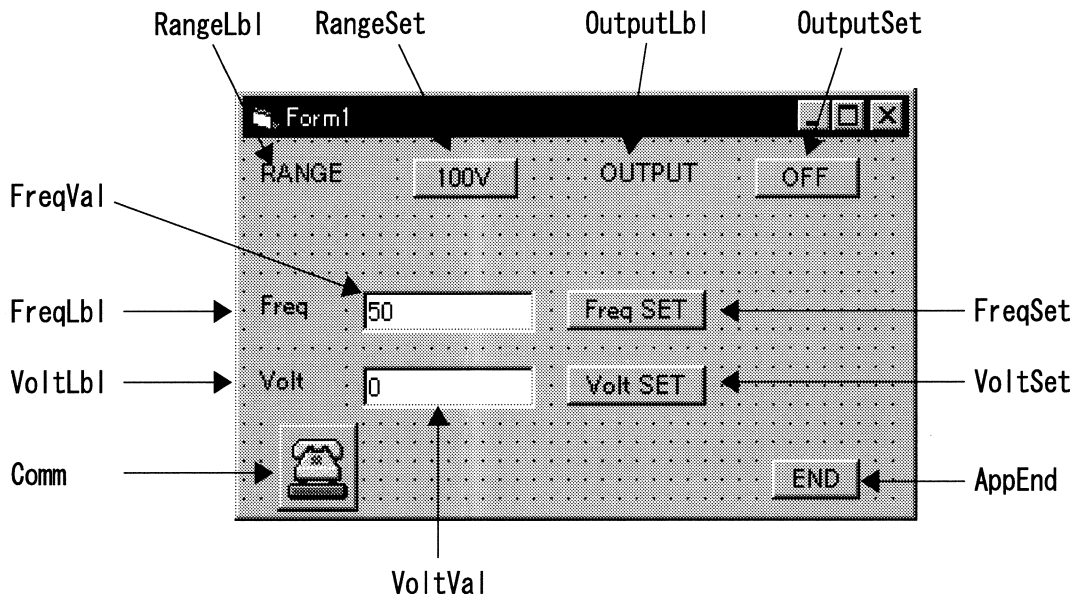 RangeLbl RangeSet OutputLbl OutputSet
Form1
RANGE 100V OUTPUT OFF
FreqVal
FreqLbl Freq 50 Freq SET FreqSet
VoltLbl Volt 0 Volt SET VoltSet
Comm END AppEnd
VoltVal